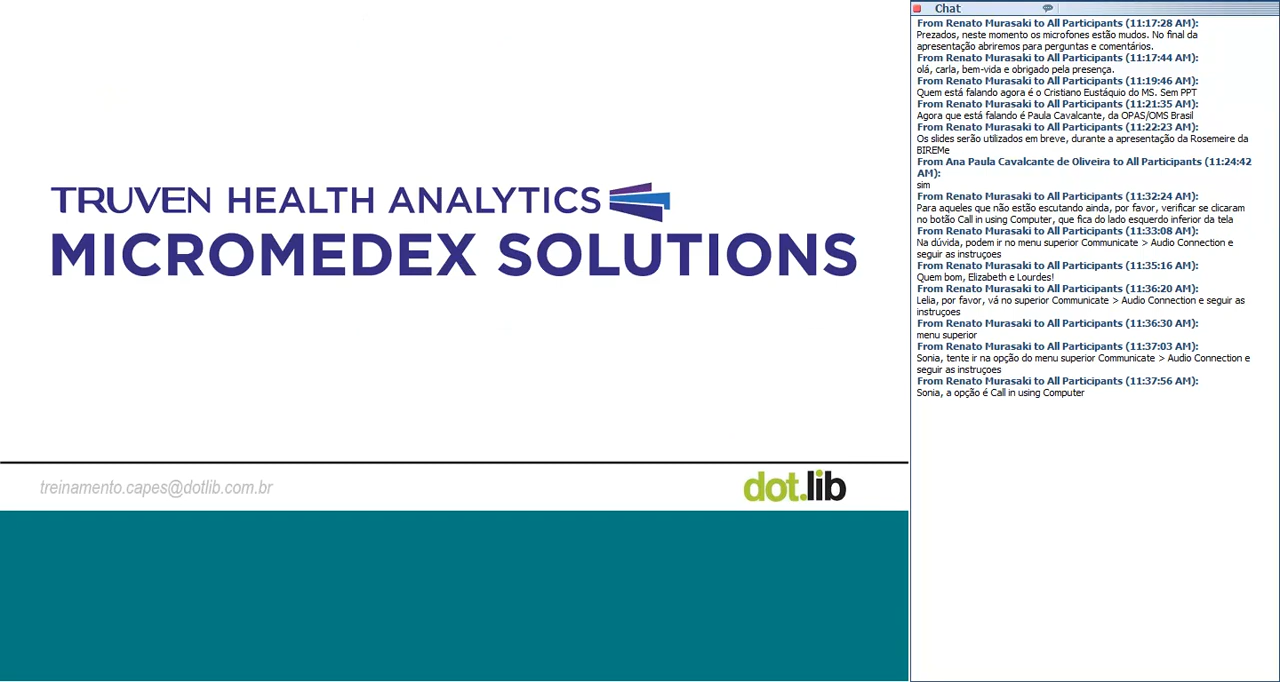 TRUVEN HEALTH ANALYTICS
MICROMEDEX SOLUTIONS
treinamento.capes@dotlib.com.br
dot.lib
Chat
From Renato Murasaki to All Participants (11:17:28 AM):
Prezados, neste momento os microfones estão mudos. No final da
apresentação abriremos para perguntas e comentários.
From Renato Murasaki to All Participants (11:17:44 AM):
olá, carla, bem-vida e obrigado pela presença.
From Renato Murasaki to All Participants (11:19:46 AM):
Quem está falando agora é o Cristiano Eustáquio do MS. Sem PPT
From Renato Murasaki to All Participants (11:21:35 AM):
Agora que está falando é Paula Cavalcante, da OPAS/OMS Brasil
From Renato Murasaki to All Participants (11:22:23 AM):
Os slides serão utilizados em breve, durante a apresentação da Rosemeire da
BIREMe
From Ana Paula Cavalcante de Oliveira to All Participants (11:24:42
AM):
sim
From Renato Murasaki to All Participants (11:32:24 AM):
Para aqueles que não estão escutando ainda, por favor, verificar se clicaram
no botão Call in using Computer, que fica do lado esquerdo inferior da tela
From Renato Murasaki to All Participants (11:33:08 AM):
Na dúvida, podem ir no menu superior Communicate > Audio Connection e
seguir as instruçoes
From Renato Murasaki to All Participants (11:35:16 AM):
Quem bom, Elizabeth e Lourdes!
From Renato Murasaki to All Participants (11:36:20 AM):
Lelia, por favor, vá no superior Communicate > Audio Connection e seguir as
instruçoes
From Renato Murasaki to All Participants (11:36:30 AM):
menu superior
From Renato Murasaki to All Participants (11:37:03 AM):
Sonia, tente ir na opção do menu superior Communicate > Audio Connection e
seguir as instruçoes
From Renato Murasaki to All Participants (11:37:56 AM):
Sonia, a opção é Call in using Computer